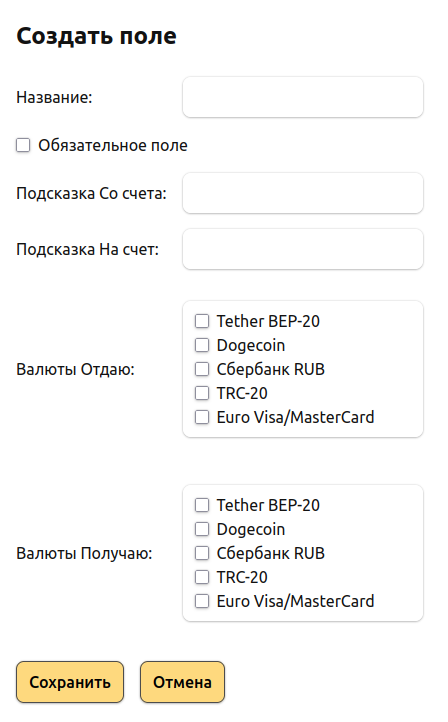 Создать поле
Название:
Обязательное поле
Подсказка Со счета:
Подсказка На счет:
Валюты Отдаю:
Tether BEP-20
Dogecoin
Сбербанк RUB
TRC-20
Euro Visa/MasterCard
Валюты Получаю:
Tether BEP-20
Dogecoin
Сбербанк RUB
TRC-20
Euro Visa/MasterCard
Сохранить Отмена